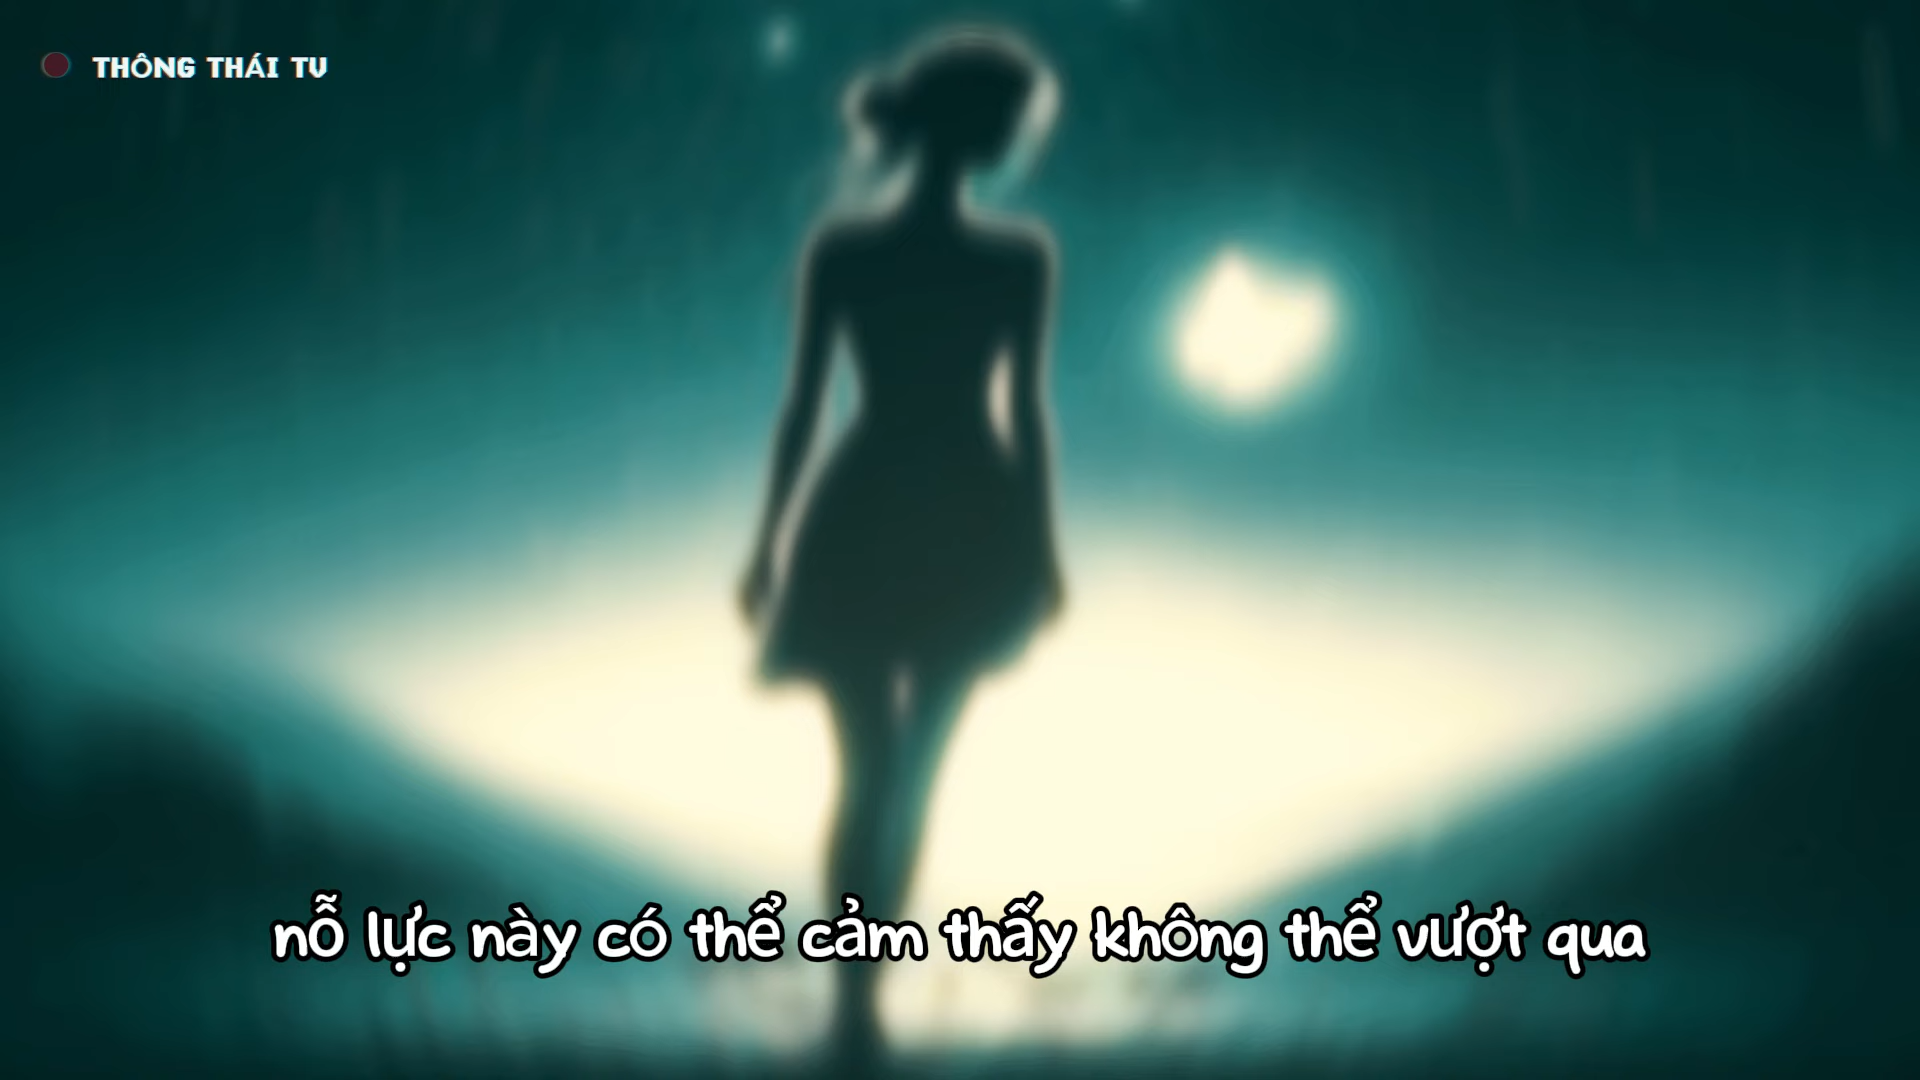 THÔNG THÁI TV
nỗ lực này có thể cảm thấy không thể vượt qua